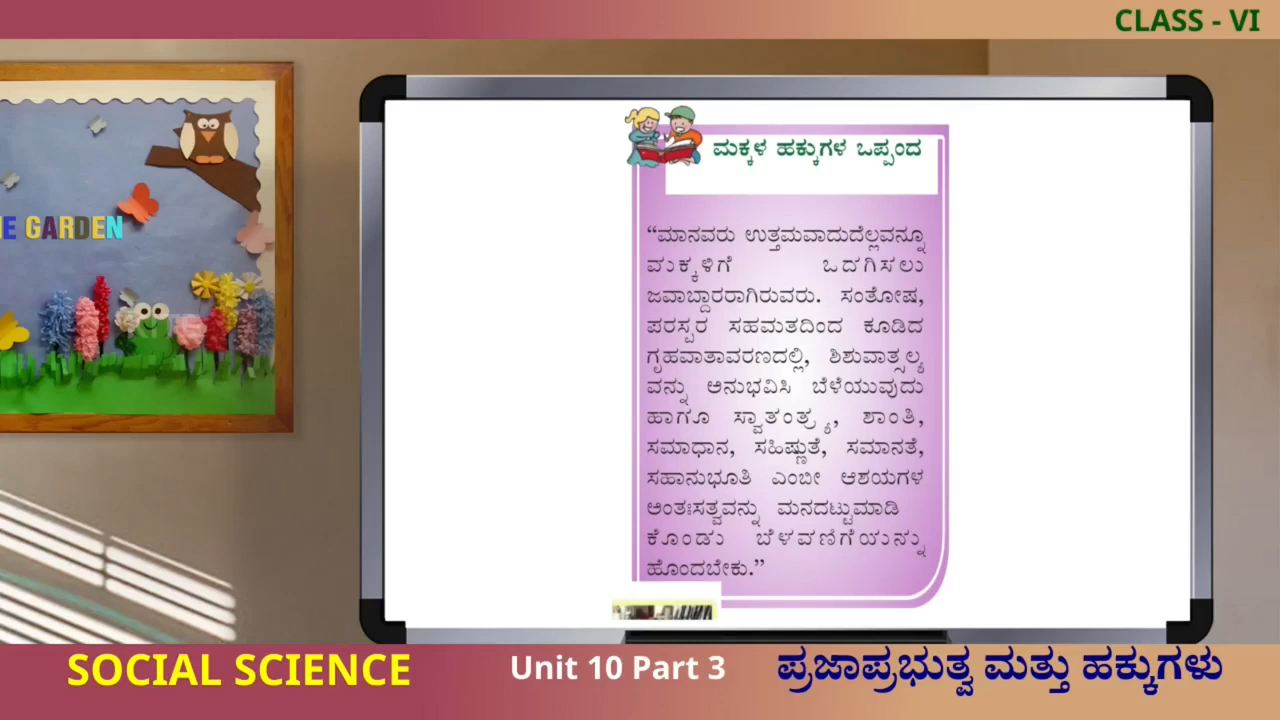 CLASS - VI
E GARDEN
ಮಕ್ಕಳ ಹಕ್ಕುಗಳ ಒಪ್ಪಂದ
“ಮಾನವರು ಉತ್ತಮವಾದುದೆಲ್ಲವನ್ನೂ
ಮಕ್ಕಳಿಗೆ ಒದಗಿಸಲು
ಜವಾಬ್ದಾರರಾಗಿರುವರು. ಸಂತೋಷ,
ಪರಸ್ಪರ ಸಹಮತದಿಂದ ಕೂಡಿದ
ಗೃಹವಾತಾವರಣದಲ್ಲಿ, ಶಿಶುವಾತ್ಸಲ್ಯ
ವನ್ನು ಅನುಭವಿಸಿ ಬೆಳೆಯುವುದು
ಹಾಗೂ ಸ್ವಾತಂತ್ರ್ಯ, ಶಾಂತಿ,
ಸಮಾಧಾನ, ಸಹಿಷ್ಣುತೆ, ಸಮಾನತೆ,
ಸಹಾನುಭೂತಿ ಎಂಬೀ ಆಶಯಗಳ
ಅಂತಃಸತ್ವವನ್ನು ಮನದಟ್ಟುಮಾಡಿ
ಕೊಂಡು ಬೆಳವಣಿಗೆಯನ್ನು
ಹೊಂದಬೇಕು.”
SOCIAL SCIENCE
Unit 10 Part 3
ಪ್ರಜಾಪ್ರಭುತ್ವ ಮತ್ತು ಹಕ್ಕುಗಳು